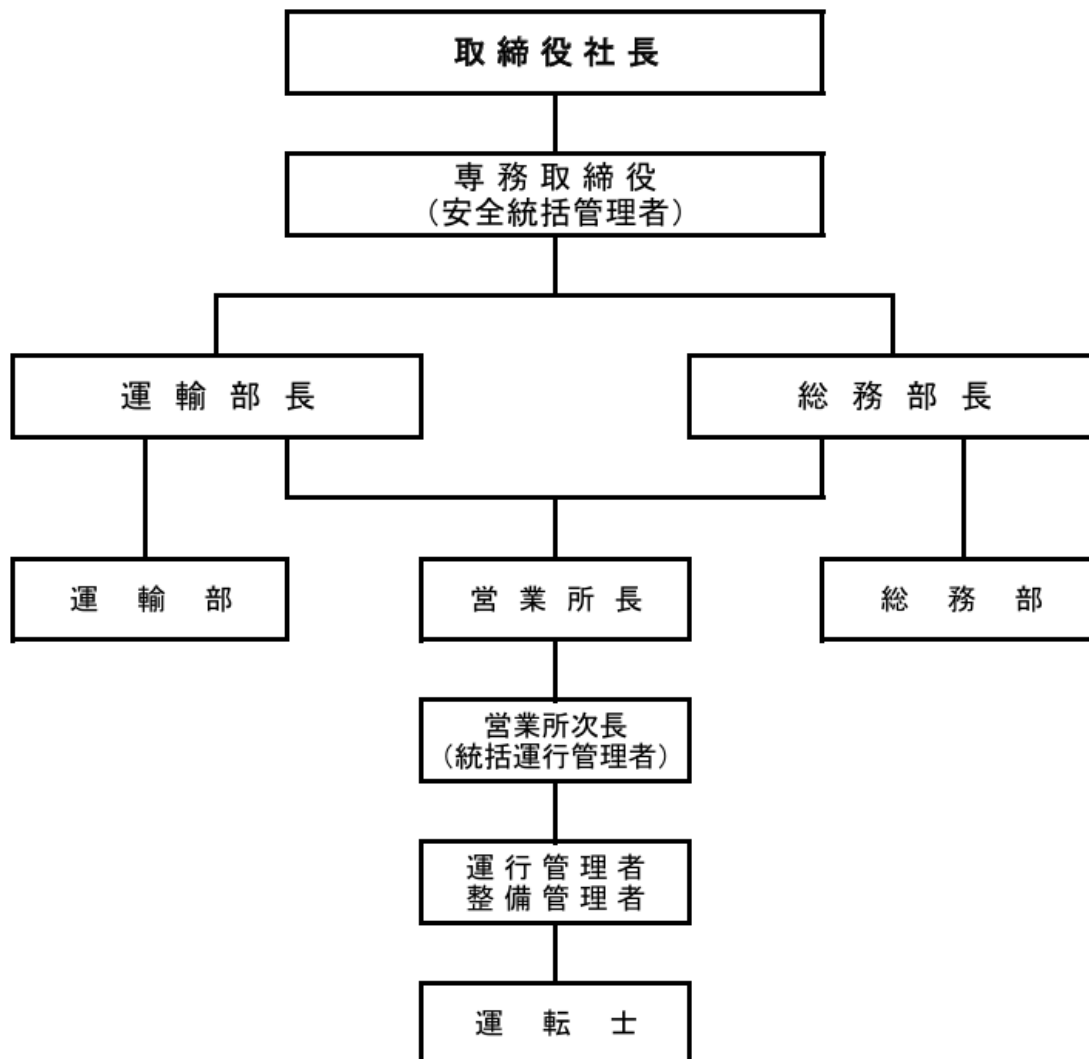 取締役社長
専務取締役
（安全統括管理者）
運輸部長
総務部長
運輸部
営業所長
総務部
営業所次長
（統括運行管理者）
運行管理者
整備管理者
運転士